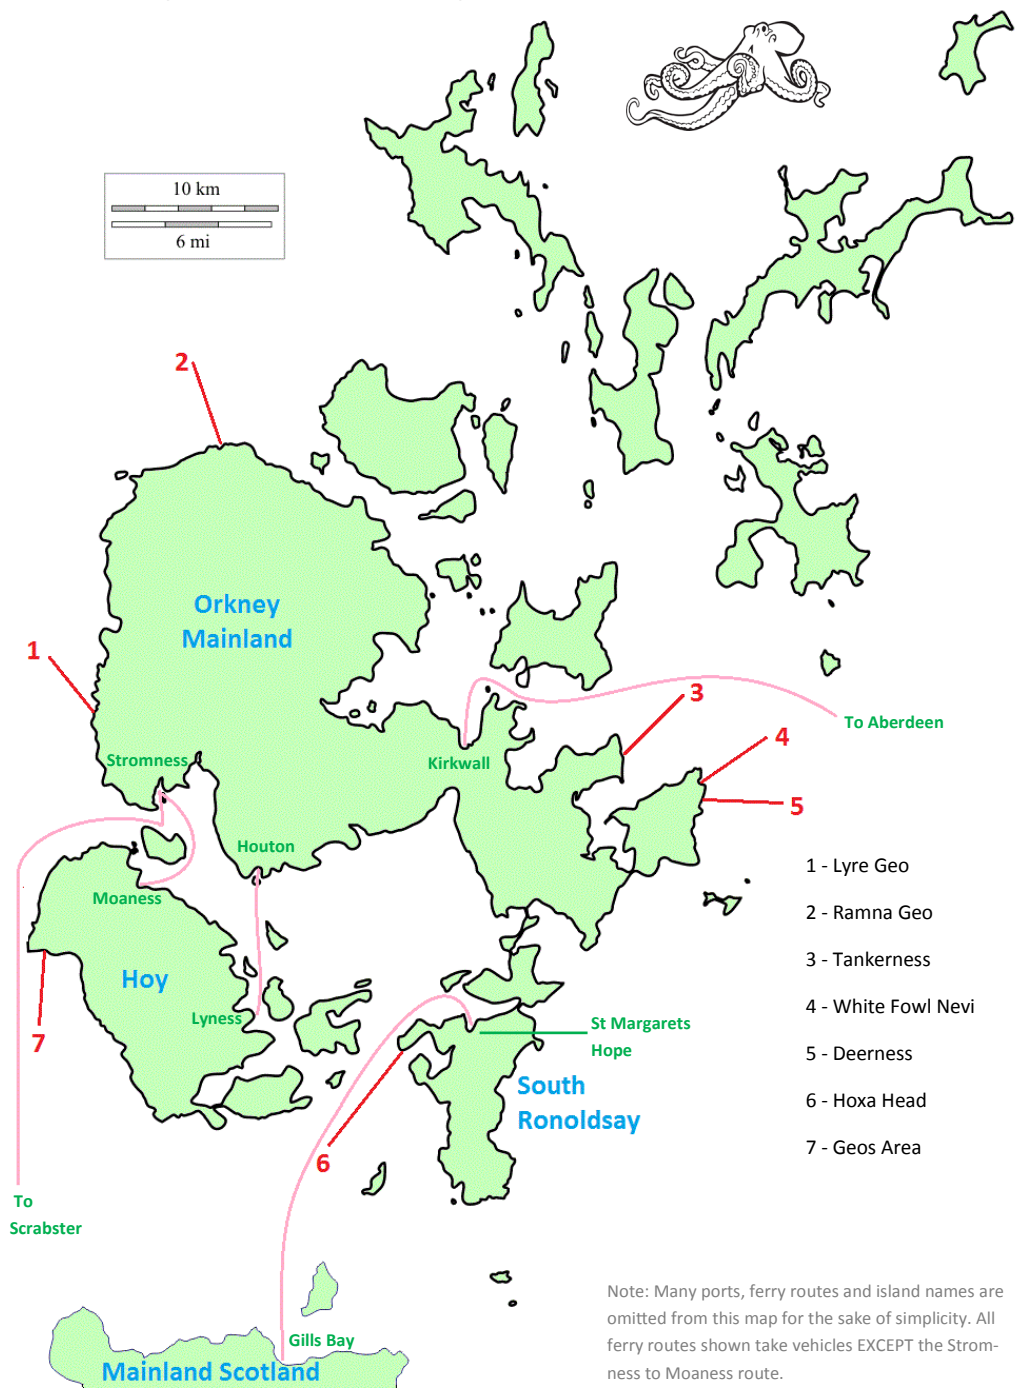 10 km
6 mi
2
Orkney
Mainland
1
3
To Aberdeen
4
Stromness
Kirkwall
5
Houton
1 - Lyre Geo
Moaness
2 - Ramna Geo
Hoy
3 - Tankerness
Lyness
4 - White Fowl Nevi
St Margarets
Hope
7
5 - Deerness
South
Ronoldsay
6 - Hoxa Head
6
7 - Geos Area
To
Scrabster
Note: Many ports, ferry routes and island names are
omitted from this map for the sake of simplicity. All
ferry routes shown take vehicles EXCEPT the Strom-
ness to Moaness route.
Gills Bay
Mainland Scotland